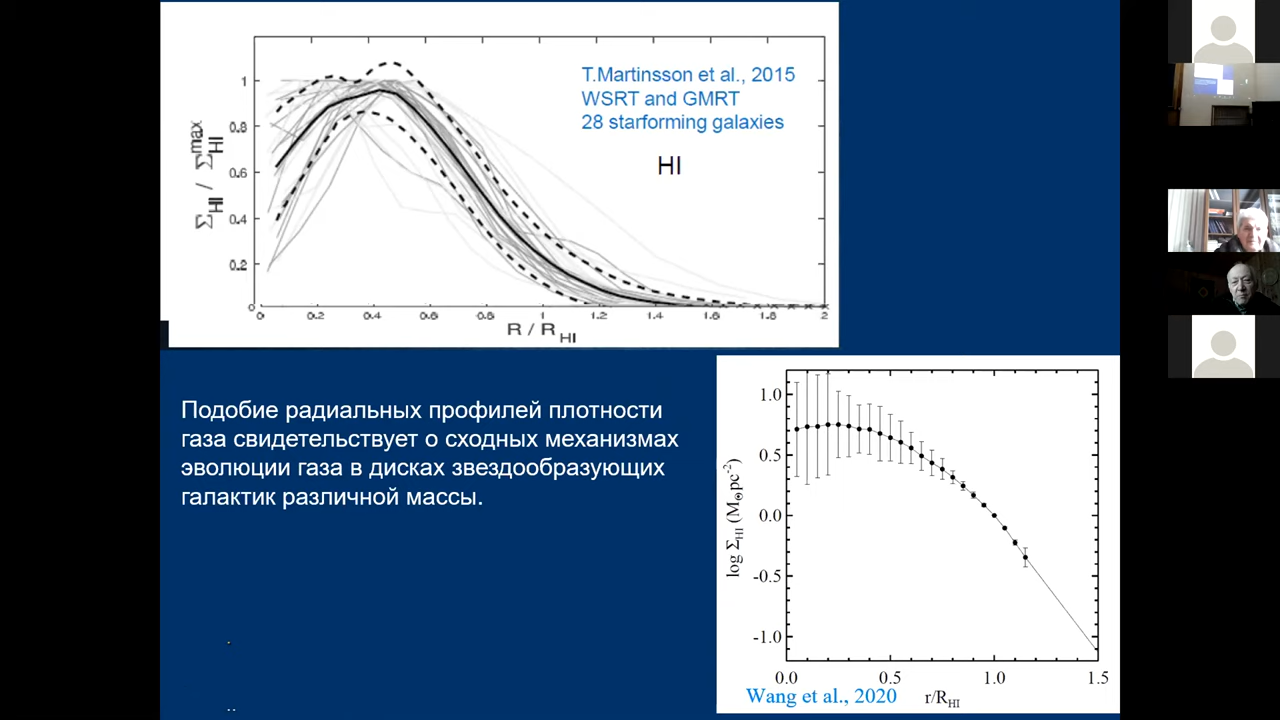 T.Martinsson et al., 2015
WSRT and GMRT
28 starforming galaxies
HI
Σ_HI / Σ_HI^max
1
0.8
0.6
0.4
0.2
0
0 0.2 0.4 0.6 0.8 1 1.2 1.4 1.6 1.8 2
R / R_HI
Подобие радиальных профилей плотности
газа свидетельствует о сходных механизмах
эволюции газа в дисках звездообразующих
галактик различной массы.
log Σ_HI (M_⊙pc⁻²)
1.0
0.5
0.0
-0.5
-1.0
0.0 0.5 1.0 1.5
Wang et al., 2020 r/R_HI